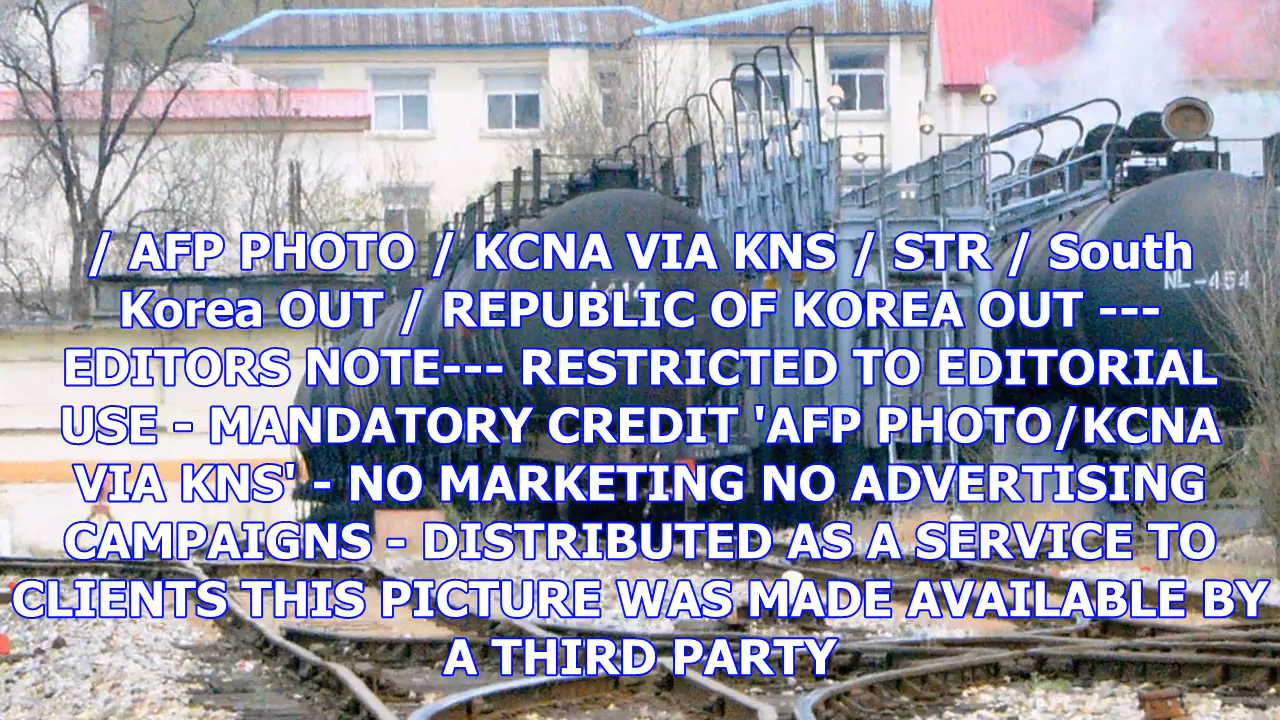 / AFP PHOTO / KCNA VIA KNS / STR / South
Korea OUT / REPUBLIC OF KOREA OUT ---
EDITORS NOTE--- RESTRICTED TO EDITORIAL
USE - MANDATORY CREDIT 'AFP PHOTO/KCNA
VIA KNS' - NO MARKETING NO ADVERTISING
CAMPAIGNS - DISTRIBUTED AS A SERVICE TO
CLIENTS THIS PICTURE WAS MADE AVAILABLE BY
A THIRD PARTY
NL-454